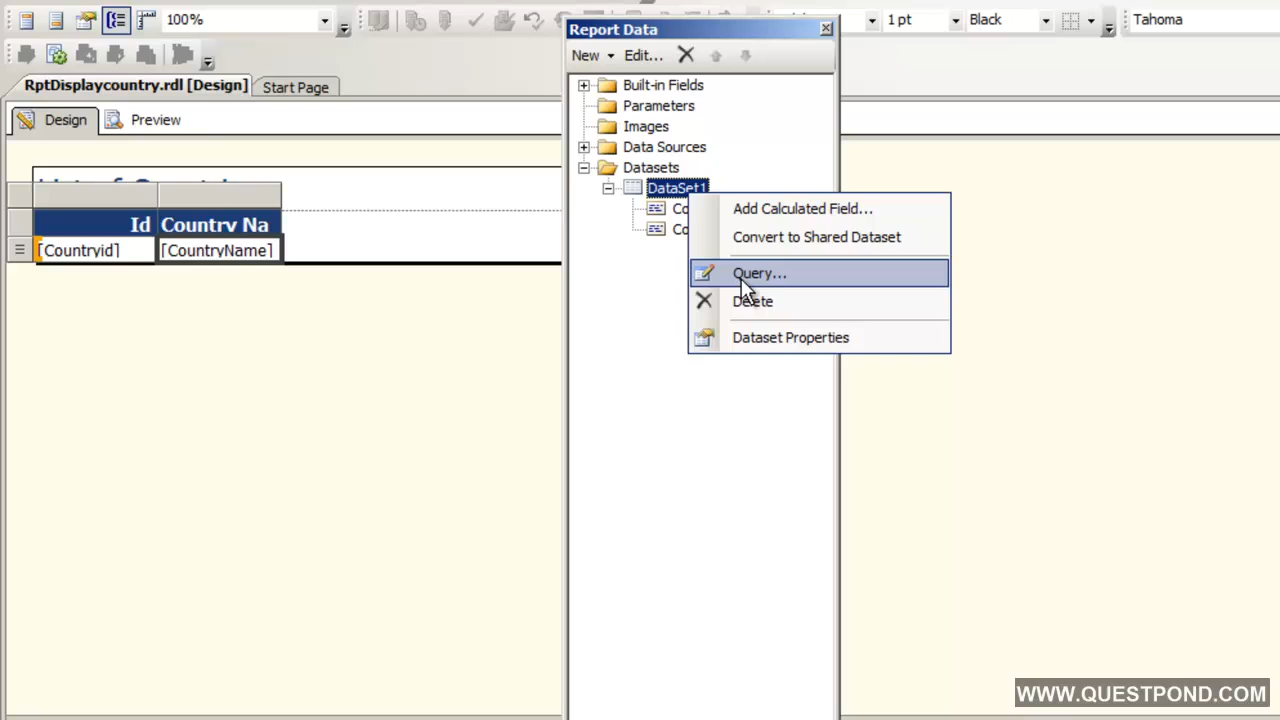 100%
1 pt
Black
Tahoma
RptDisplaycountry.rdl [Design]
Start Page
Design
Preview
Id
Country Na
[CountryId]
[CountryName]
Report Data
New
Edit...
Built-in Fields
Parameters
Images
Data Sources
Datasets
DataSet1
Co
Co
Add Calculated Field...
Convert to Shared Dataset
Query...
Delete
Dataset Properties
WWW.QUESTPOND.COM